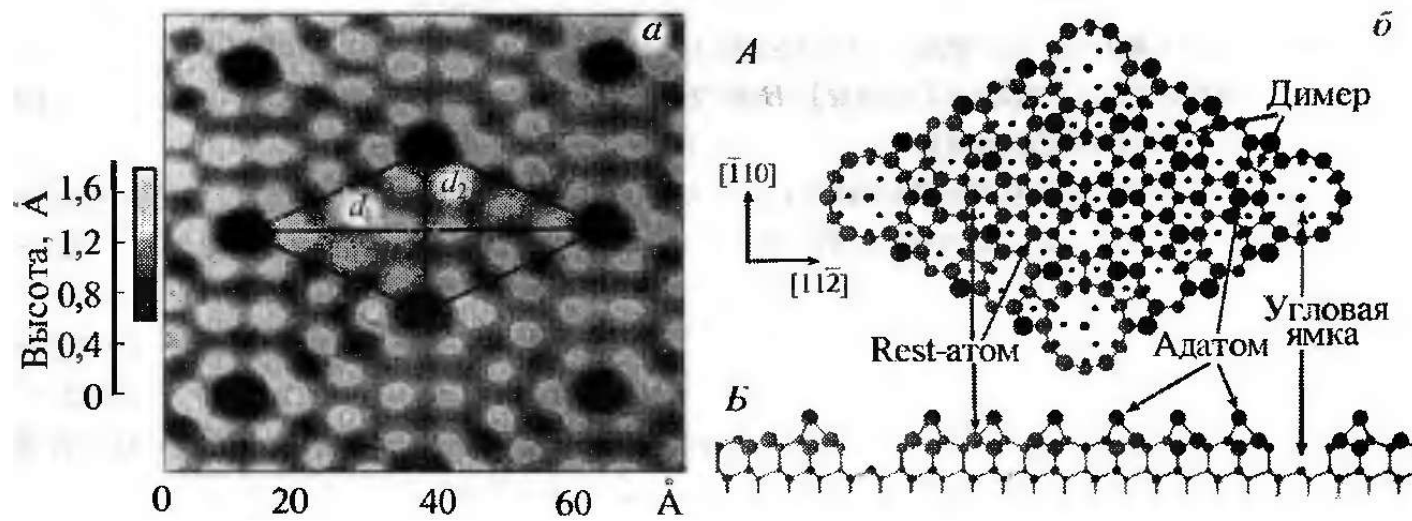 а
Высота, Å
1,6
1,2
0,8
0,4
0
d₁
d₂
0 20 40 60 Å
б
А
Димер
[1̄10]
[112̄]
Rest-атом
Адатом
Угловая
ямка
Б